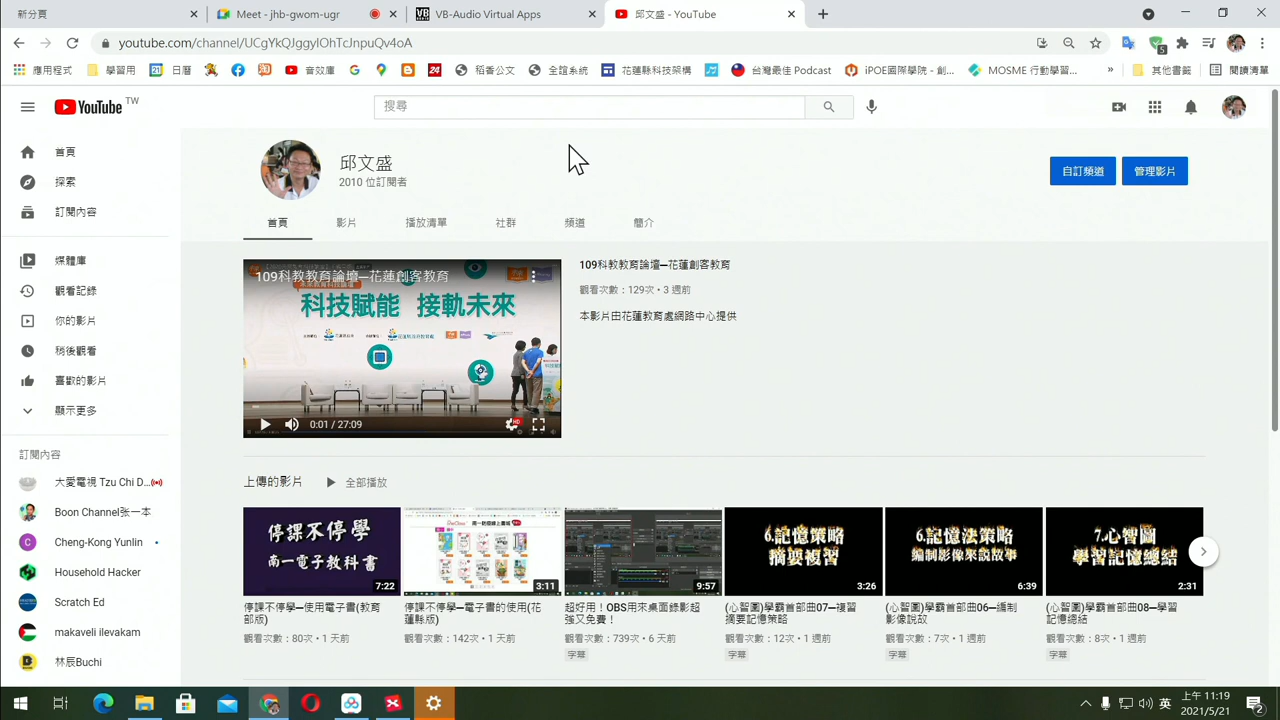 新分頁
Meet - jhb-gwom-ugr
VB-Audio Virtual Apps
邱文盛 - YouTube
youtube.com/channel/UCgYkQJggylOhTcJnpuQv4oA
應用程式
學習用
日曆
音效庫
稻香公文
全誼系統
花蓮縣科技架構
台灣最佳 Podcast
iPOE國際學院 - 創...
MOSME 行動學習...
»
其他書籤
閱讀清單
YouTube TW
搜尋
首頁
探索
訂閱內容
媒體庫
觀看記錄
你的影片
稍後觀看
喜歡的影片
顯示更多
訂閱內容
大愛電視 Tzu Chi D...
Boon Channel张一本
Cheng-Kong Yunlin
Household Hacker
Scratch Ed
makaveli ilevakam
林辰Buchi
邱文盛
2010 位訂閱者
自訂頻道
管理影片
首頁
影片
播放清單
社群
頻道
簡介
109科教教育論壇—花蓮創客教育
科技賦能 接軌未來
0:01 / 27:09
109科教教育論壇—花蓮創客教育
觀看次數：129次 • 3 週前
本影片由花蓮教育處網路中心提供
上傳的影片
全部播放
停課不停學
南一電子教科書
7:22
3:11
9:57
6.記憶策略
摘要複習
3:26
6.記憶法策略
編制影像來說故事
6:39
7.心智圖
學習記憶總結
2:31
停課不停學—使用電子書(教育
部版)
觀看次數：80次 • 1 天前
停課不停學—電子書的使用(花
蓮縣版)
觀看次數：142次 • 1 天前
超好用！OBS用來桌面錄影超
強又免費！
觀看次數：739次 • 6 天前
字幕
(心智圖)學霸首部曲07—複習
摘要記憶策略
觀看次數：12次 • 1 週前
字幕
(心智圖)學霸首部曲06—編制
影像說故
觀看次數：7次 • 1 週前
字幕
(心智圖)學霸首部曲08—學習
記憶總結
觀看次數：8次 • 1 週前
字幕
英
上午 11:19
2021/5/21